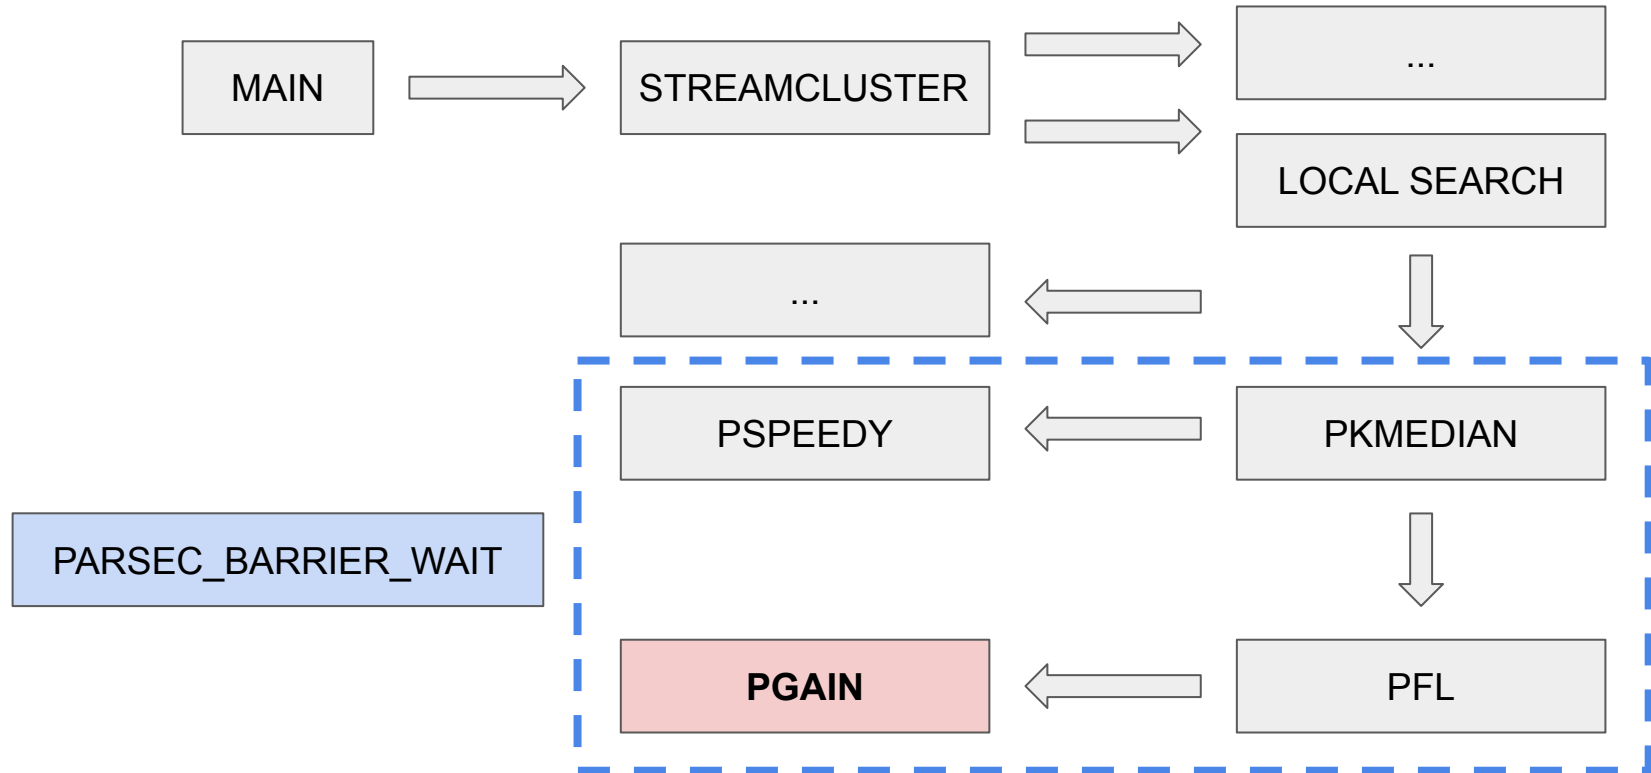 MAIN
STREAMCLUSTER
...
LOCAL SEARCH
...
PSPEEDY
PKMEDIAN
PARSEC_BARRIER_WAIT
PGAIN
PFL